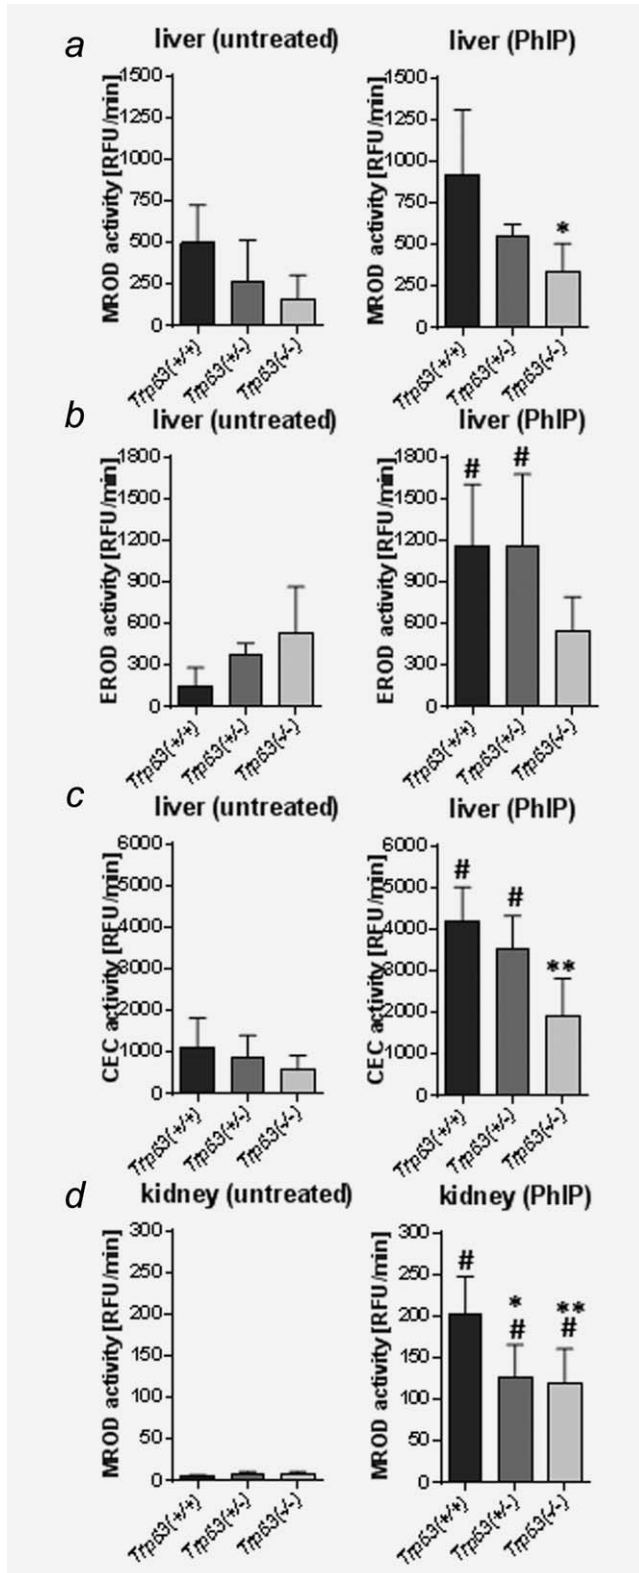 a
liver (untreated)
liver (PhIP)
MROD activity [RFU/min]
1500
1250
1000
750
500
250
0
Trp53(+/+)
Trp53(+/-)
Trp53(-/-)
MROD activity [RFU/min]
1500
1250
1000
750
500
250
0
*
Trp53(+/+)
Trp53(+/-)
Trp53(-/-)
b
liver (untreated)
liver (PhIP)
EROD activity [RFU/min]
1800
1500
1200
900
600
300
0
Trp53(+/+)
Trp53(+/-)
Trp53(-/-)
EROD activity [RFU/min]
1800
1500
1200
900
600
300
0
#
#
Trp53(+/+)
Trp53(+/-)
Trp53(-/-)
c
liver (untreated)
liver (PhIP)
CEC activity [RFU/min]
6000
5000
4000
3000
2000
1000
0
Trp53(+/+)
Trp53(+/-)
Trp53(-/-)
CEC activity [RFU/min]
6000
5000
4000
3000
2000
1000
0
#
#
**
Trp53(+/+)
Trp53(+/-)
Trp53(-/-)
d
kidney (untreated)
kidney (PhIP)
MROD activity [RFU/min]
300
250
200
150
100
50
0
Trp53(+/+)
Trp53(+/-)
Trp53(-/-)
MROD activity [RFU/min]
300
250
200
150
100
50
0
#
*
#
**
#
Trp53(+/+)
Trp53(+/-)
Trp53(-/-)